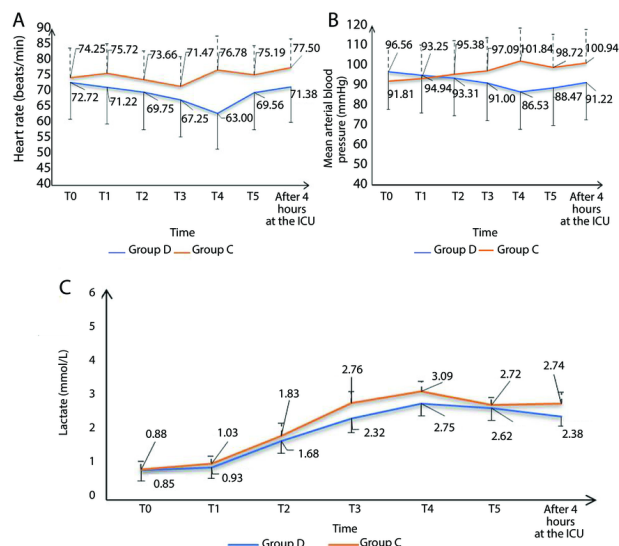 A
Heart rate (beats/min)
90
85
80
75
70
65
60
55
50
45
40
74.25
75.72
73.66
71.47
76.78
75.19
77.50
72.72
71.22
69.75
67.25
63.00
69.56
71.38
T0
T1
T2
T3
T4
T5
After 4
hours
at the ICU
Time
Group D
Group C
B
Mean arterial blood
pressure (mmHg)
120
110
100
90
80
70
60
50
40
96.56
93.25
95.38
97.09
101.84
98.72
100.94
91.81
94.94
93.31
91.00
86.53
88.47
91.22
T0
T1
T2
T3
T4
T5
After 4
hours
at the ICU
Time
Group D
Group C
C
Lactate (mmol/L)
6
5
4
3
2
1
0
0.88
1.03
1.83
2.76
3.09
2.72
2.74
0.85
0.93
1.68
2.32
2.75
2.62
2.38
T0
T1
T2
T3
T4
T5
After 4
hours
at the ICU
Time
Group D
Group C